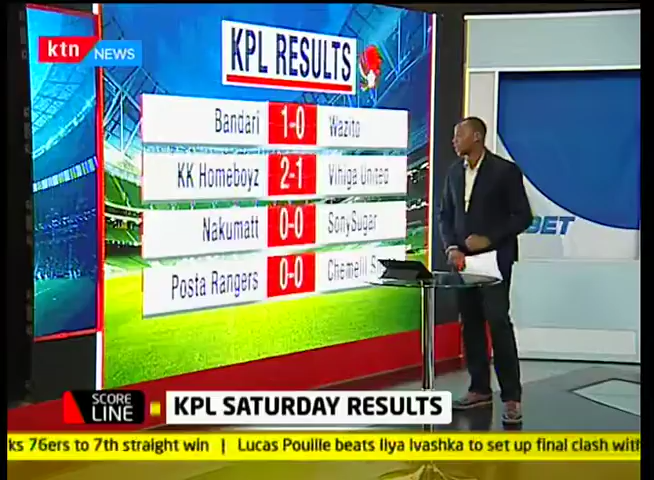 ktn NEWS
KPL RESULTS
Bandari 1-0 Wazito
KK Homeboyz 2-1 Vihiga United
Nakumatt 0-0 SonySugar
Posta Rangers 0-0 Chemelil S
BET
SCORE LINE
KPL SATURDAY RESULTS
ks 76ers to 7th straight win | Lucas Pouille beats Ilya Ivashka to set up final clash with